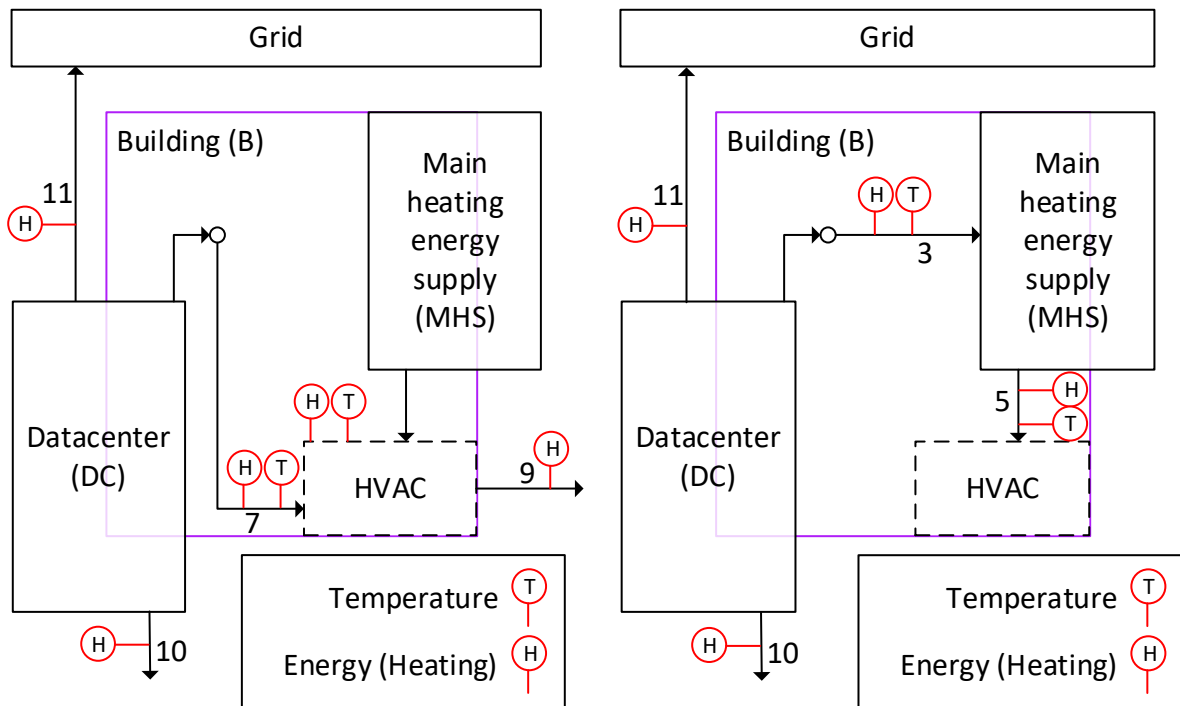 Grid
Building (B)
Main
heating
energy
supply
(MHS)
11
H
Datacenter
(DC)
H
T
H
T
7
HVAC
H
9
H
10
Temperature
T
Energy (Heating)
H
Grid
Building (B)
Main
heating
energy
supply
(MHS)
11
H
H
T
3
Datacenter
(DC)
5
H
T
HVAC
H
10
Temperature
T
Energy (Heating)
H